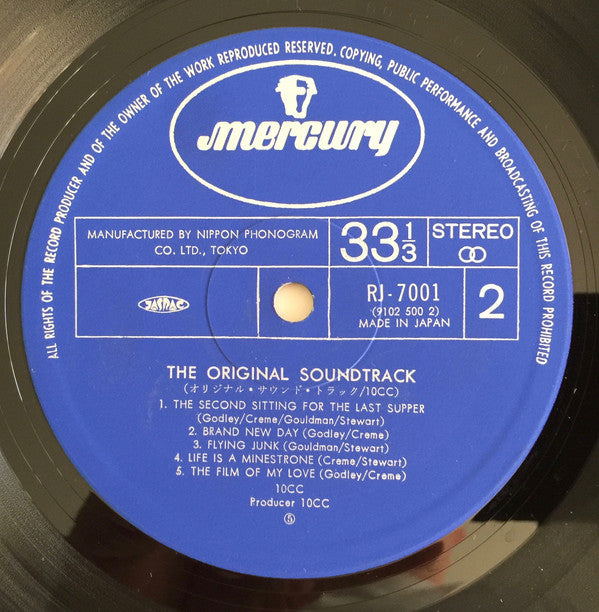 ALL RIGHTS OF THE RECORD PRODUCER AND OF THE OWNER OF THE WORK REPRODUCED RESERVED. COPYING, PUBLIC PERFORMANCE AND BROADCASTING OF THIS RECORD PROHIBITED
mercury
MANUFACTURED BY NIPPON PHONOGRAM
CO. LTD., TOKYO
33 1/3
STEREO
JASRAC
RJ-7001
(9102 500 2)
MADE IN JAPAN
2
THE ORIGINAL SOUNDTRACK
(オリジナル・サウンド・トラック/10CC)
1. THE SECOND SITTING FOR THE LAST SUPPER
(Godley/Creme/Gouldman/Stewart)
2. BRAND NEW DAY (Godley/Creme)
3. FLYING JUNK (Gouldman/Stewart)
4. LIFE IS A MINESTRONE (Creme/Stewart)
5. THE FILM OF MY LOVE (Godley/Creme)
10CC
Producer 10CC
⑤